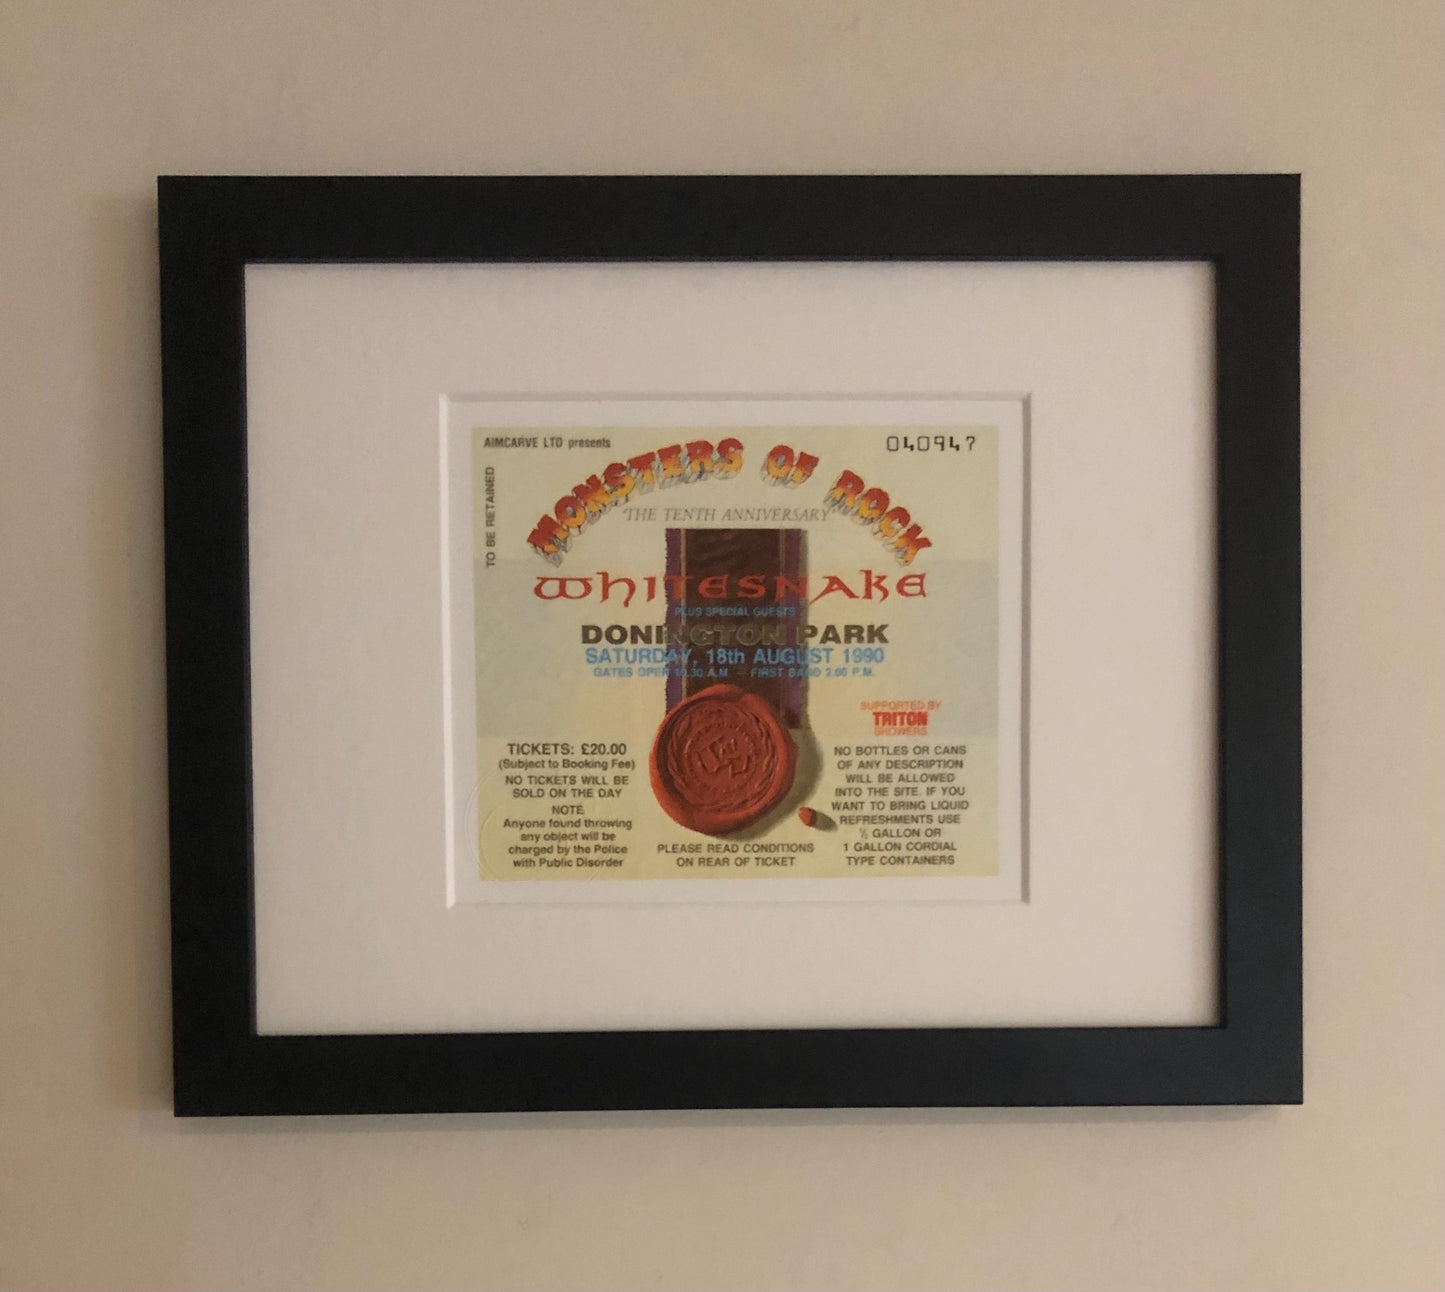 AIMCARVE LTD presents
040947
TO BE RETAINED
MONSTERS OF ROCK
'THE TENTH ANNIVERSARY'
WHITESNAKE
PLUS SPECIAL GUESTS
DONINGTON PARK
SATURDAY, 18th AUGUST 1990
GATES OPEN 10.30 A.M. – FIRST BAND 2.00 P.M.
SUPPORTED BY
TRITON
SHOWERS
TICKETS: £20.00
(Subject to Booking Fee)
NO TICKETS WILL BE
SOLD ON THE DAY
NOTE
Anyone found throwing
any object will be
charged by the Police
with Public Disorder
PLEASE READ CONDITIONS
ON REAR OF TICKET
NO BOTTLES OR CANS
OF ANY DESCRIPTION
WILL BE ALLOWED
INTO THE SITE. IF YOU
WANT TO BRING LIQUID
REFRESHMENTS USE
½ GALLON OR
1 GALLON CORDIAL
TYPE CONTAINERS